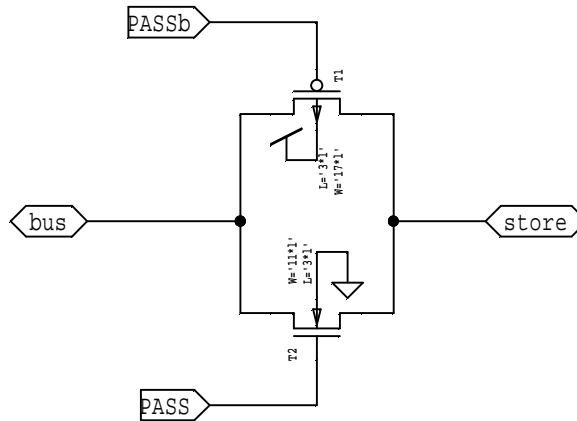 PASSb
T1
L='3*1'
W='17*1'
bus
store
W='11*1'
L='3*1'
T2
PASS